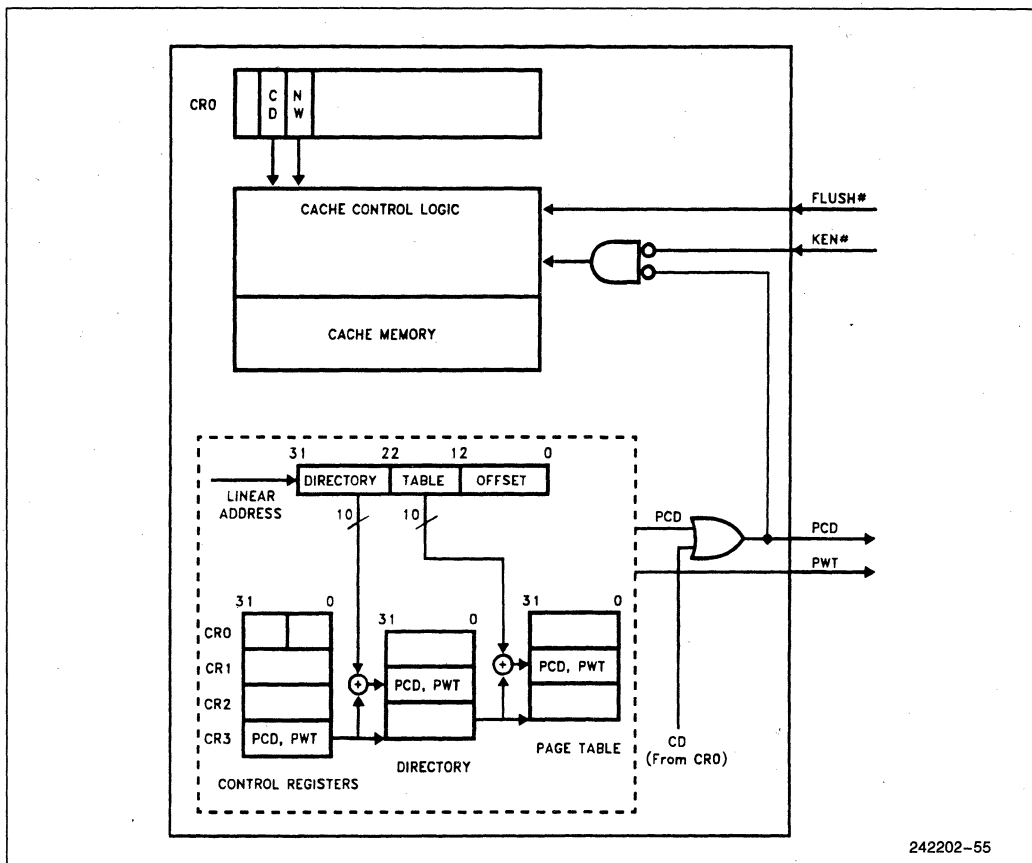 CR0
C
D
N
W
CACHE CONTROL LOGIC
FLUSH#
KEN#
CACHE MEMORY
31 22 12 0
DIRECTORY TABLE OFFSET
LINEAR
ADDRESS
10 10
PCD
PCD
PWT
31 0
31 0
31 0
CR0
CR1
PCD, PWT
PCD, PWT
CR2
CR3 PCD, PWT
PAGE TABLE
CD
(From CR0)
DIRECTORY
CONTROL REGISTERS
242202–55